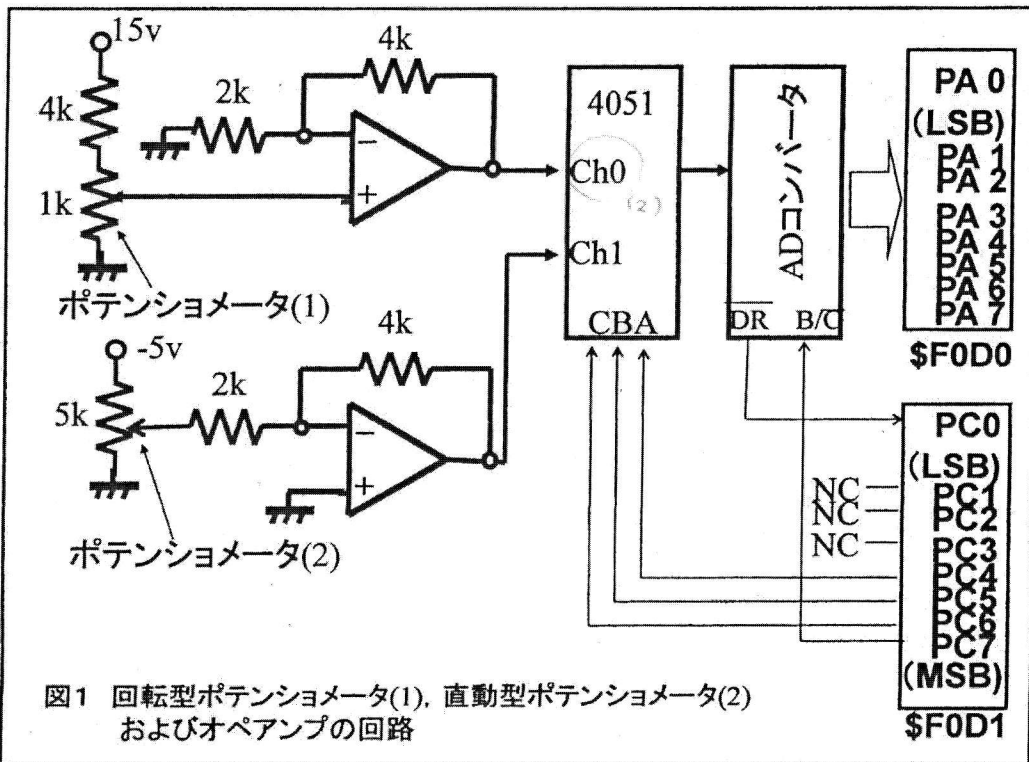 15v
4k
1k
ポテンショメータ(1)
2k
4k
-5v
5k
ポテンショメータ(2)
2k
4k
4051
Ch0
(2)
Ch1
CBA
ADコンバータ
DR B/C
PA 0
(LSB)
PA 1
PA 2
PA 3
PA 4
PA 5
PA 6
PA 7
$F0D0
PC0
(LSB)
NC PC1
NC PC2
NC PC3
PC4
PC5
PC6
PC7
(MSB)
$F0D1
図1 回転型ポテンショメータ(1), 直動型ポテンショメータ(2)
およびオペアンプの回路